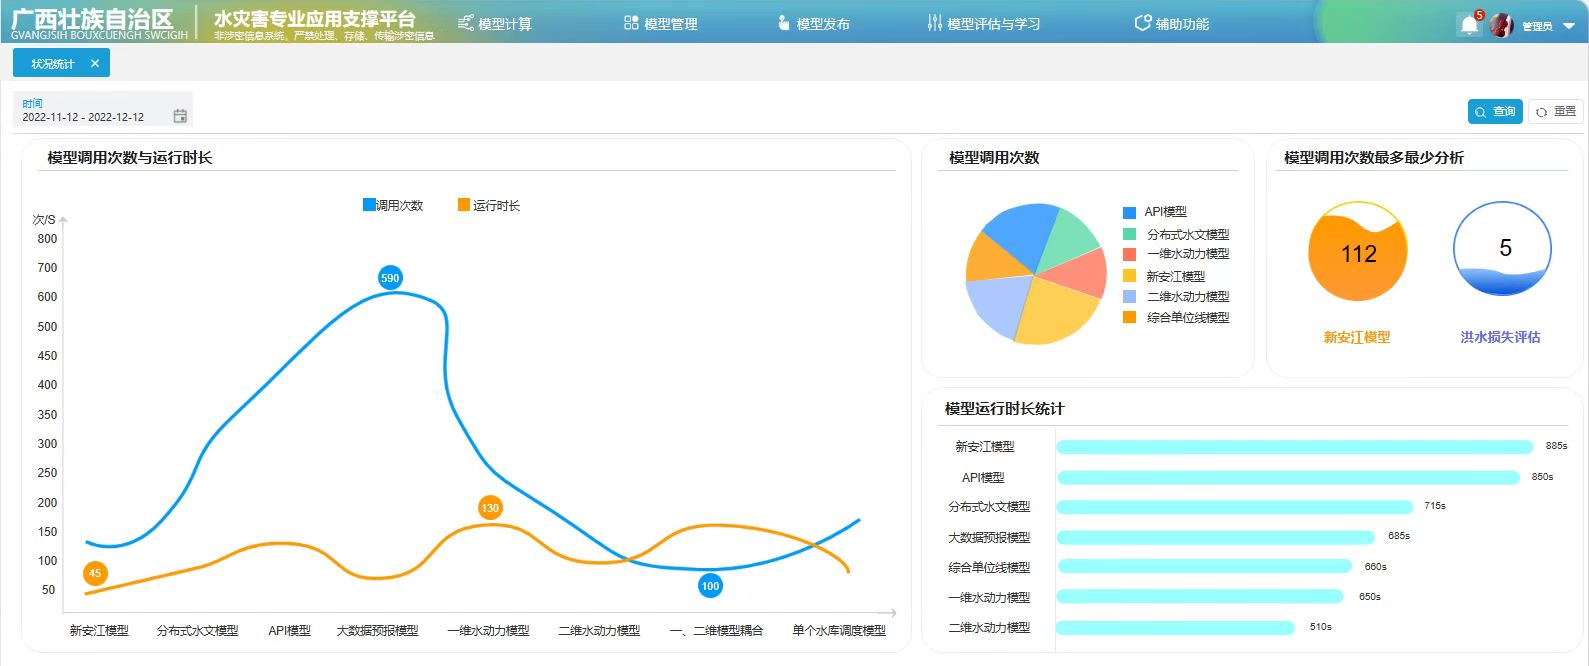 广西壮族自治区
GVANGJSIH BOUXCUENGH SWCIGIH
水灾害专业应用支撑平台
非涉密信息系统、严禁处理、存储、传输涉密信息
模型计算
模型管理
模型发布
模型评估与学习
辅助功能
5
管理员
状况统计 ×
时间
2022-11-12 - 2022-12-12
查询
重置
模型调用次数与运行时长
调用次数
运行时长
次/S
800
700
600
500
450
400
350
300
250
200
150
100
50
590
130
45
100
新安江模型
分布式水文模型
API模型
大数据预报模型
一维水动力模型
二维水动力模型
一、二维模型耦合
单个水库调度模型
模型调用次数
API模型
分布式水文模型
一维水动力模型
新安江模型
二维水动力模型
综合单位线模型
模型调用次数最多最少分析
112
5
新安江模型
洪水损失评估
模型运行时长统计
新安江模型 885s
API模型 850s
分布式水文模型 715s
大数据预报模型 685s
综合单位线模型 660s
一维水动力模型 650s
二维水动力模型 510s